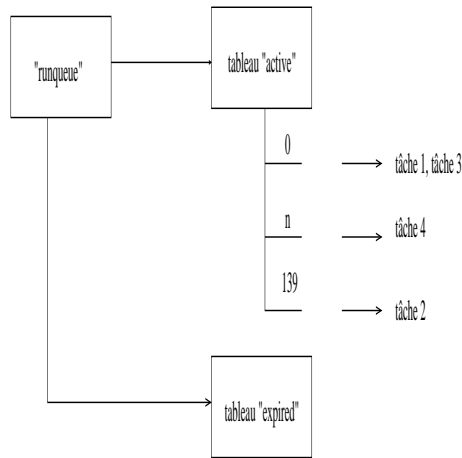 "runqueue"
tableau "active"
0
tâche 1, tâche 3
n
tâche 4
139
tâche 2
tableau "expired"